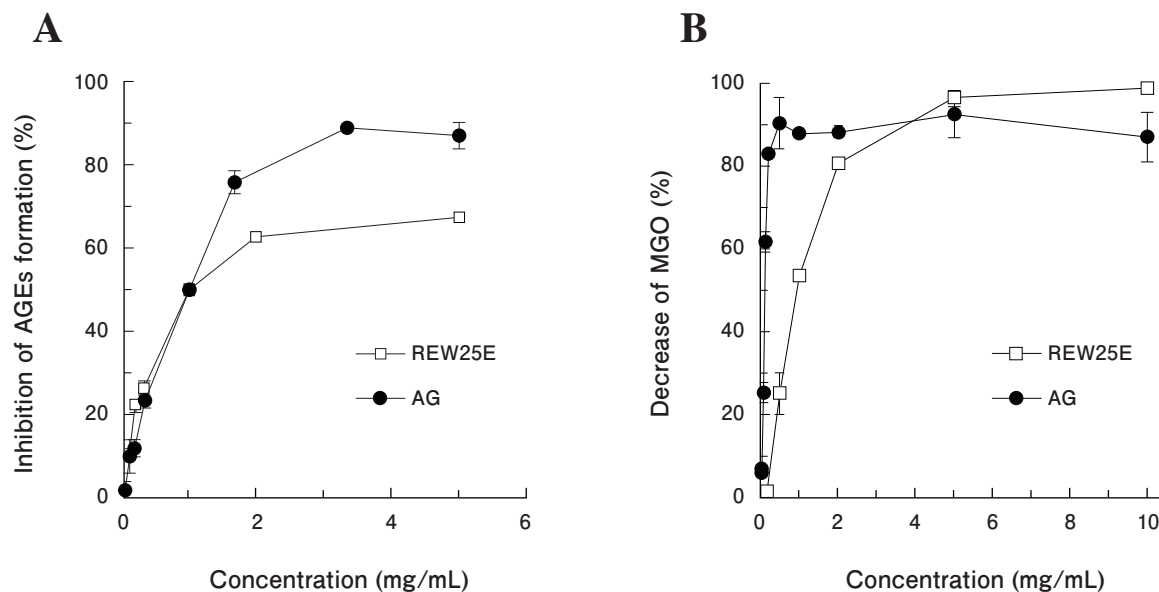 A
Inhibition of AGEs formation (%)
100
80
60
40
20
0
REW25E
AG
0 2 4 6
Concentration (mg/mL)
B
Decrease of MGO (%)
100
80
60
40
20
0
REW25E
AG
0 2 4 6 8 10
Concentration (mg/mL)